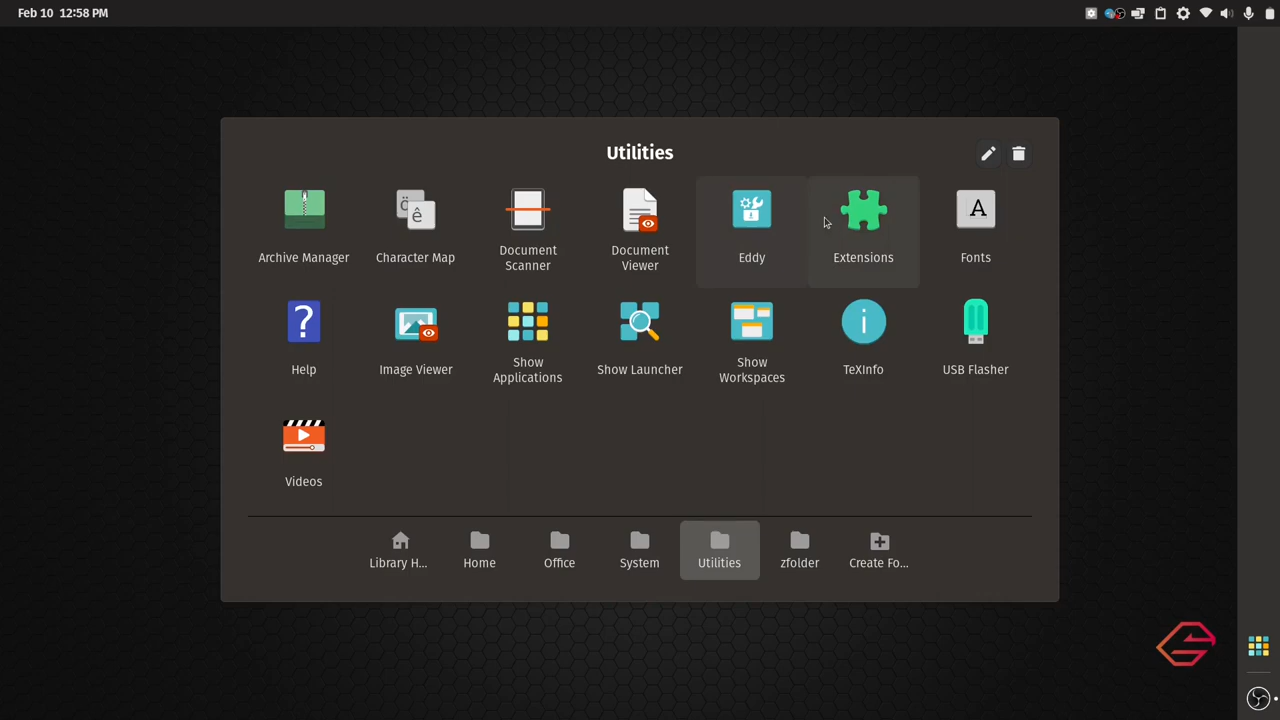 Feb 10 12:58 PM
Utilities
Archive Manager
Character Map
Document
Scanner
Document
Viewer
Eddy
Extensions
Fonts
Help
Image Viewer
Show
Applications
Show Launcher
Show
Workspaces
TeXInfo
USB Flasher
Videos
Library H...
Home
Office
System
Utilities
zfolder
Create Fo...